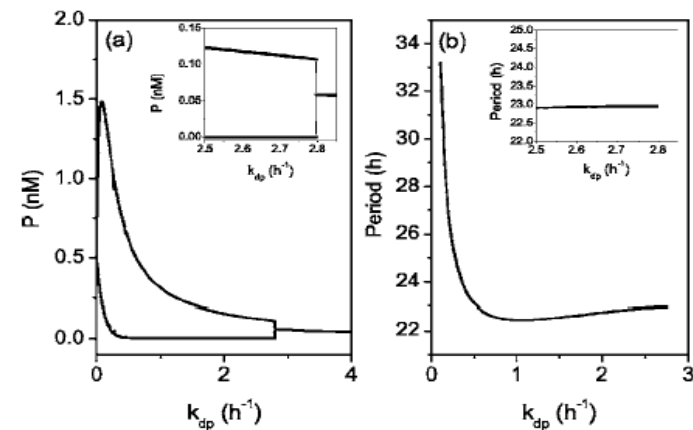 (a)
P (nM)
2.0
1.5
1.0
0.5
0.0
0 1 2 3 4
k_dp (h⁻¹)
P (nM)
0.15
0.10
0.05
0.00
2.5 2.6 2.7 2.8
k_dp (h⁻¹)
(b)
Period (h)
34
32
30
28
26
24
22
0 1 2 3
k_dp (h⁻¹)
Period (h)
25.0
24.5
24.0
23.5
23.0
22.5
22.0
2.5 2.6 2.7 2.8
k_dp (h⁻¹)